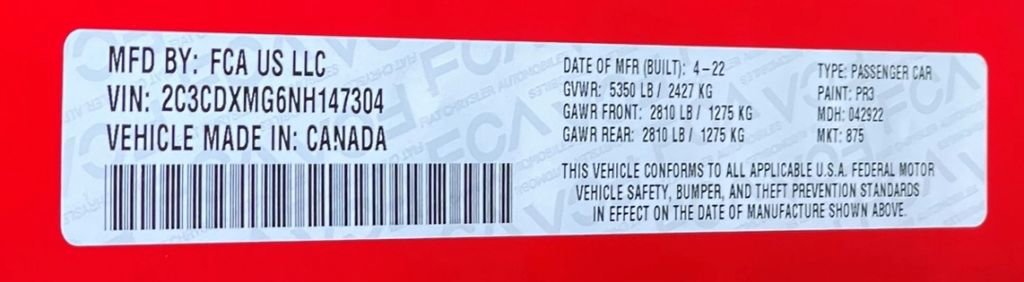 MFD BY: FCA US LLC
VIN: 2C3CDXMG6NH147304
VEHICLE MADE IN: CANADA
DATE OF MFR (BUILT): 4-22
GVWR: 5350 LB / 2427 KG
GAWR FRONT: 2810 LB / 1275 KG
GAWR REAR: 2810 LB / 1275 KG
TYPE: PASSENGER CAR
PAINT: PR3
MDH: 042922
MKT: 875
THIS VEHICLE CONFORMS TO ALL APPLICABLE U.S.A. FEDERAL MOTOR
VEHICLE SAFETY, BUMPER, AND THEFT PREVENTION STANDARDS
IN EFFECT ON THE DATE OF MANUFACTURE SHOWN ABOVE.